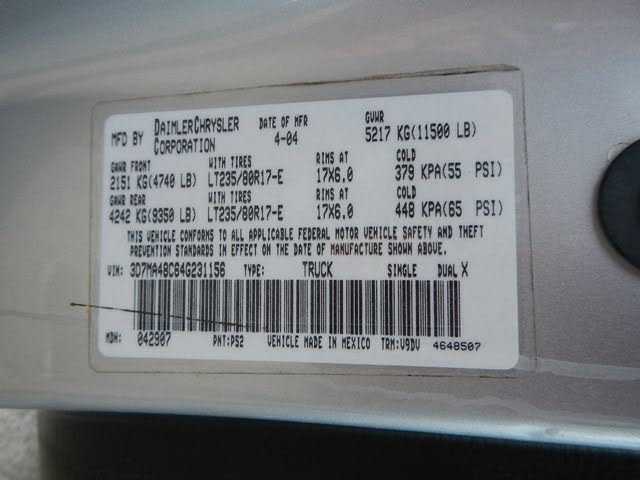 MFD BY DAIMLERCHRYSLER CORPORATION DATE OF MFR 4-04 GVWR 5217 KG(11500 LB)
GAWR FRONT WITH TIRES RIMS AT COLD
2151 KG(4740 LB) LT235/80R17-E 17X6.0 379 KPA(55 PSI)
GAWR REAR WITH TIRES RIMS AT COLD
4242 KG(9350 LB) LT235/80R17-E 17X6.0 448 KPA(65 PSI)
THIS VEHICLE CONFORMS TO ALL APPLICABLE FEDERAL MOTOR VEHICLE SAFETY AND THEFT
PREVENTION STANDARDS IN EFFECT ON THE DATE OF MANUFACTURE SHOWN ABOVE.
VIN: 3D7MA48C64G231156 TYPE: TRUCK SINGLE DUAL X
MDH: 042907 PNT:PS2 VEHICLE MADE IN MEXICO TRM:V9DV 4648507